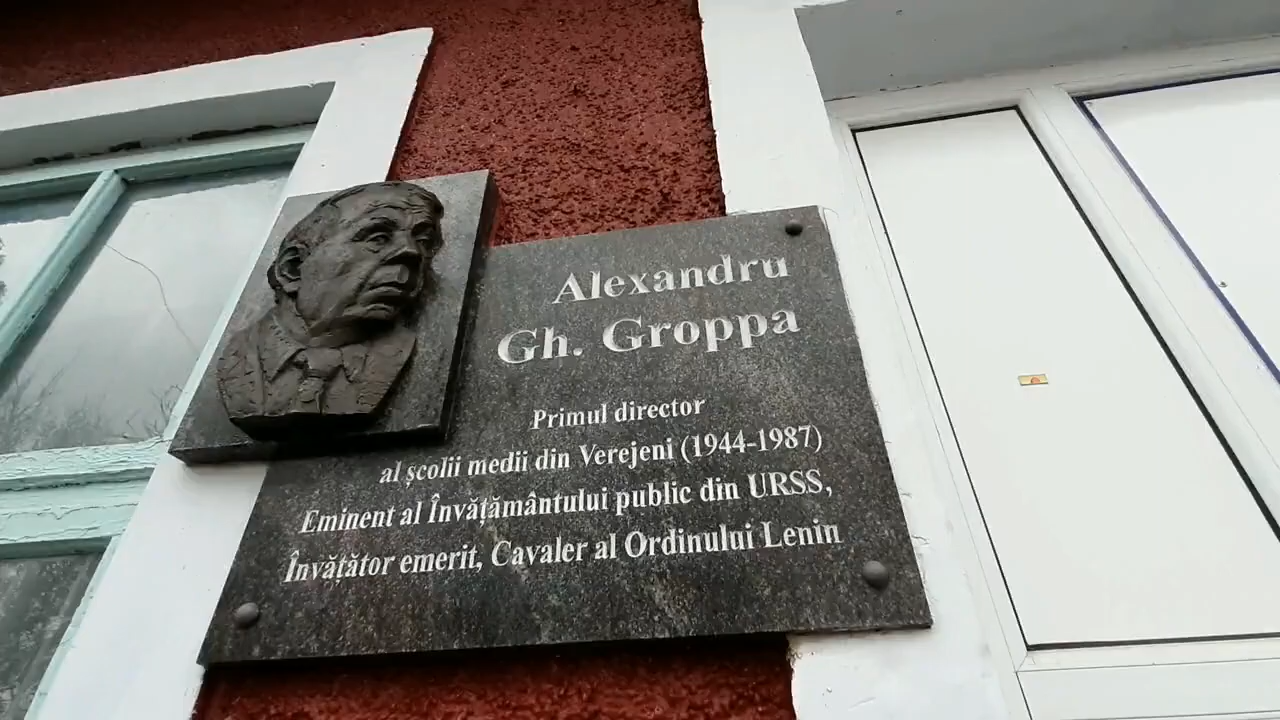 Alexandru
Gh. Groppa
Primul director
al școlii medii din Verejeni (1944-1987)
Eminent al Învățământului public din URSS,
Învățător emerit, Cavaler al Ordinului Lenin